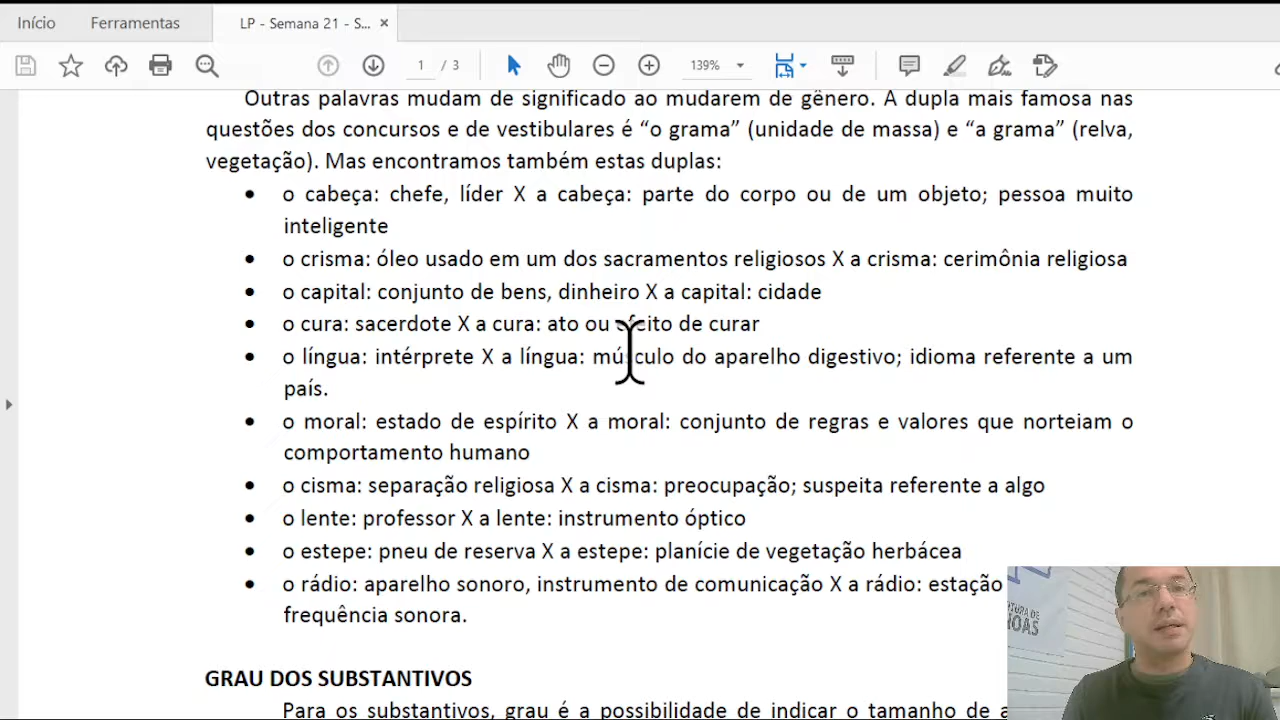 Início Ferramentas LP - Semana 21 - S... ×
1 / 3 139%
Outras palavras mudam de significado ao mudarem de gênero. A dupla mais famosa nas
questões dos concursos e de vestibulares é “o grama” (unidade de massa) e “a grama” (relva,
vegetação). Mas encontramos também estas duplas:
• o cabeça: chefe, líder X a cabeça: parte do corpo ou de um objeto; pessoa muito
inteligente
• o crisma: óleo usado em um dos sacramentos religiosos X a crisma: cerimônia religiosa
• o capital: conjunto de bens, dinheiro X a capital: cidade
• o cura: sacerdote X a cura: ato ou efeito de curar
• o língua: intérprete X a língua: músculo do aparelho digestivo; idioma referente a um
país.
• o moral: estado de espírito X a moral: conjunto de regras e valores que norteiam o
comportamento humano
• o cisma: separação religiosa X a cisma: preocupação; suspeita referente a algo
• o lente: professor X a lente: instrumento óptico
• o estepe: pneu de reserva X a estepe: planície de vegetação herbácea
• o rádio: aparelho sonoro, instrumento de comunicação X a rádio: estação
frequência sonora.
GRAU DOS SUBSTANTIVOS
Para os substantivos, grau é a possibilidade de indicar o tamanho de